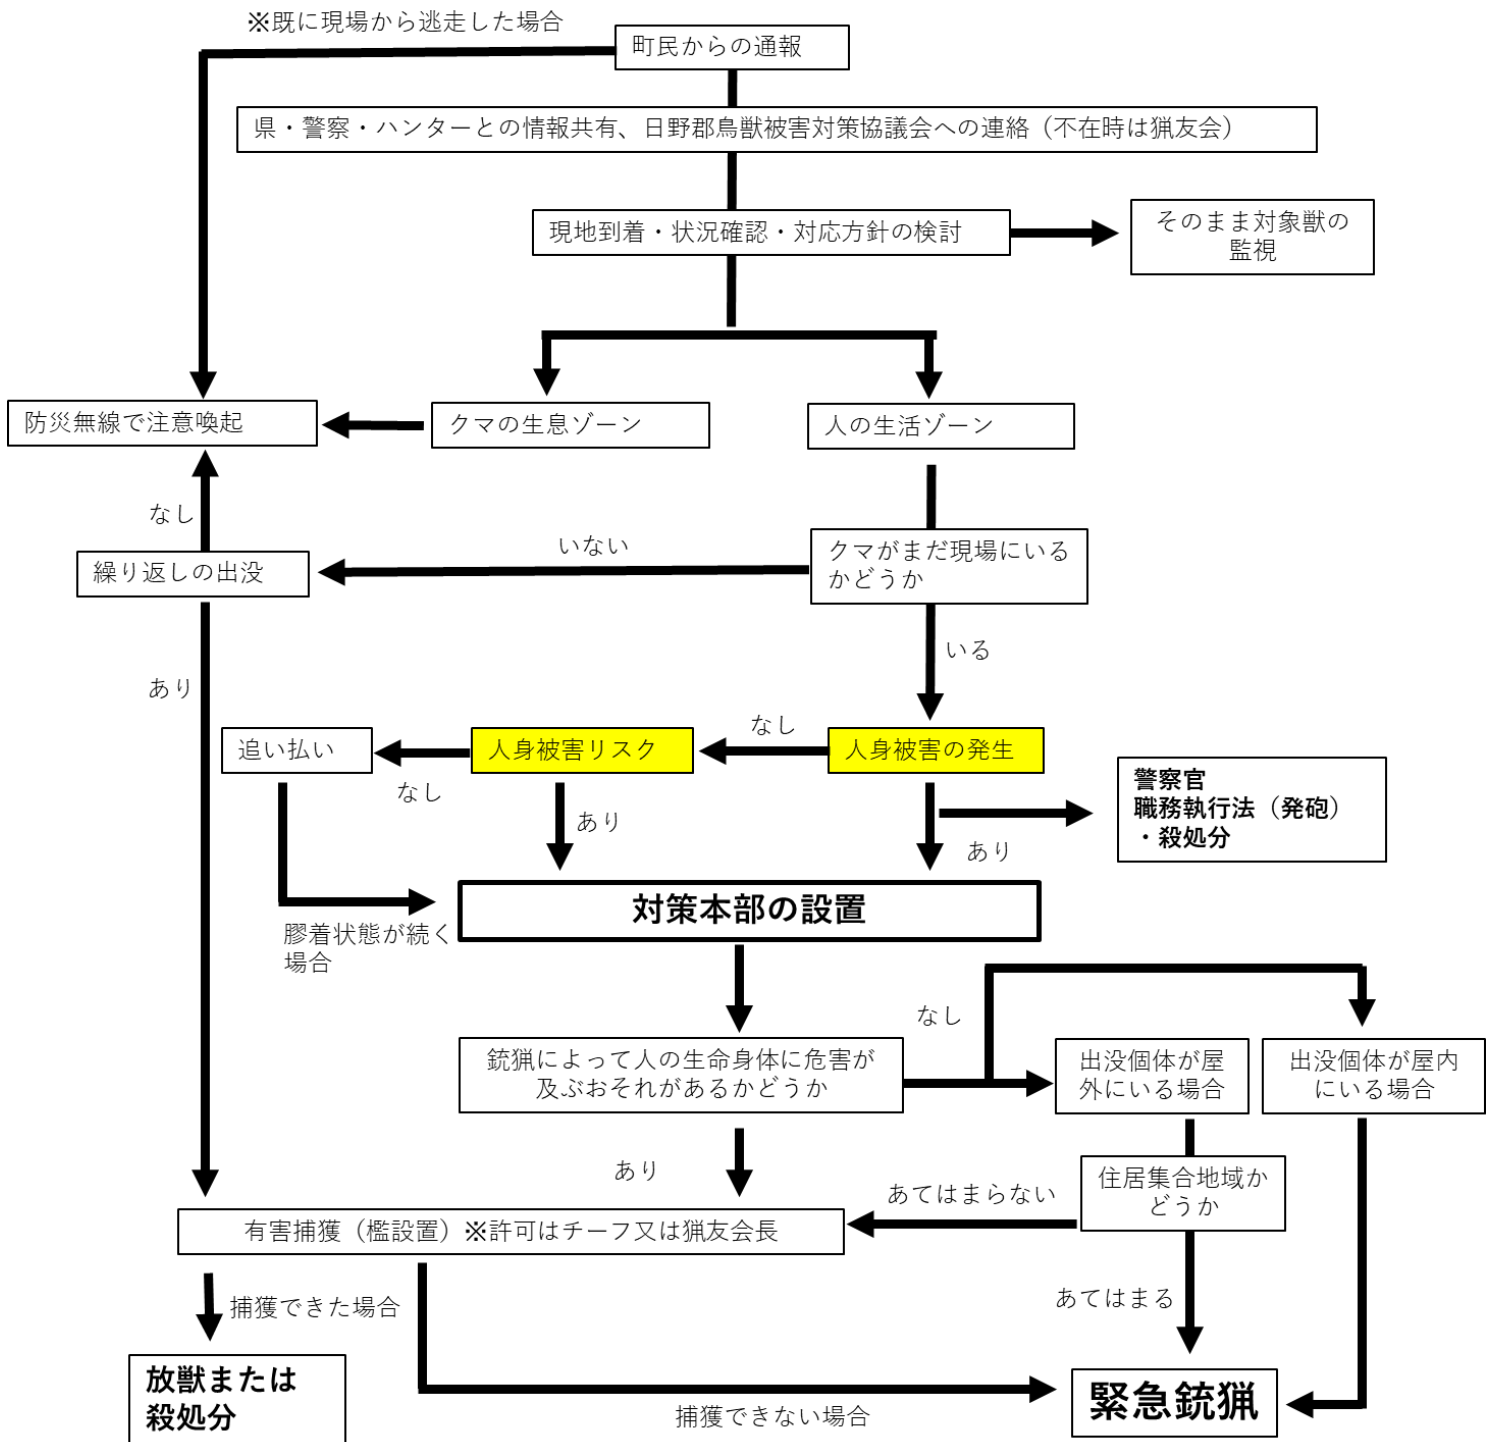 ※既に現場から逃走した場合
町民からの通報
県・警察・ハンターとの情報共有、日野郡鳥獣被害対策協議会への連絡（不在時は猟友会）
現地到着・状況確認・対応方針の検討
そのまま対象獣の
監視
防災無線で注意喚起
クマの生息ゾーン
人の生活ゾーン
なし
いない
クマがまだ現場にいる
かどうか
繰り返しの出没
いる
あり
追い払い
なし
人身被害リスク
なし
人身被害の発生
警察官
職務執行法（発砲）
・殺処分
あり
あり
対策本部の設置
膠着状態が続く
場合
なし
銃猟によって人の生命身体に危害が
及ぶおそれがあるかどうか
出没個体が屋
外にいる場合
出没個体が屋内
にいる場合
あり
あてはまらない
住居集合地域か
どうか
有害捕獲（檻設置）※許可はチーフ又は猟友会長
捕獲できた場合
あてはまる
放獣または
殺処分
捕獲できない場合
緊急銃猟